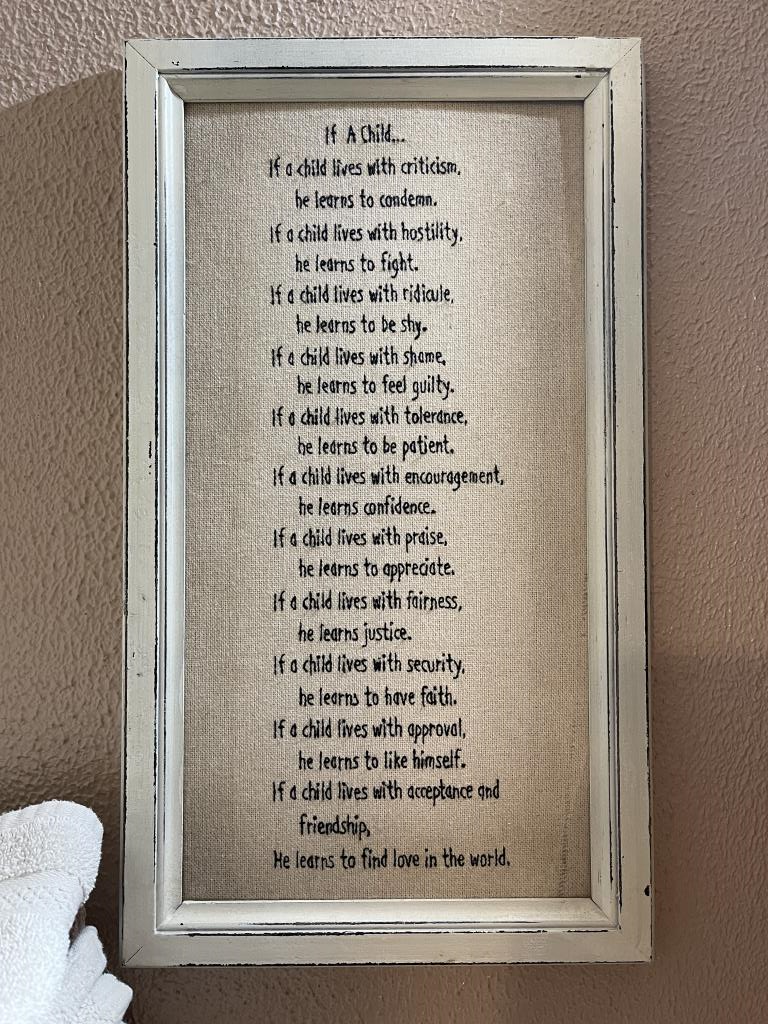 If A Child...
If a child lives with criticism,
he learns to condemn.
If a child lives with hostility,
he learns to fight.
If a child lives with ridicule,
he learns to be shy.
If a child lives with shame,
he learns to feel guilty.
If a child lives with tolerance,
he learns to be patient.
If a child lives with encouragement,
he learns confidence.
If a child lives with praise,
he learns to appreciate.
If a child lives with fairness,
he learns justice.
If a child lives with security,
he learns to have faith.
If a child lives with approval,
he learns to like himself.
If a child lives with acceptance and
friendship,
He learns to find love in the world.